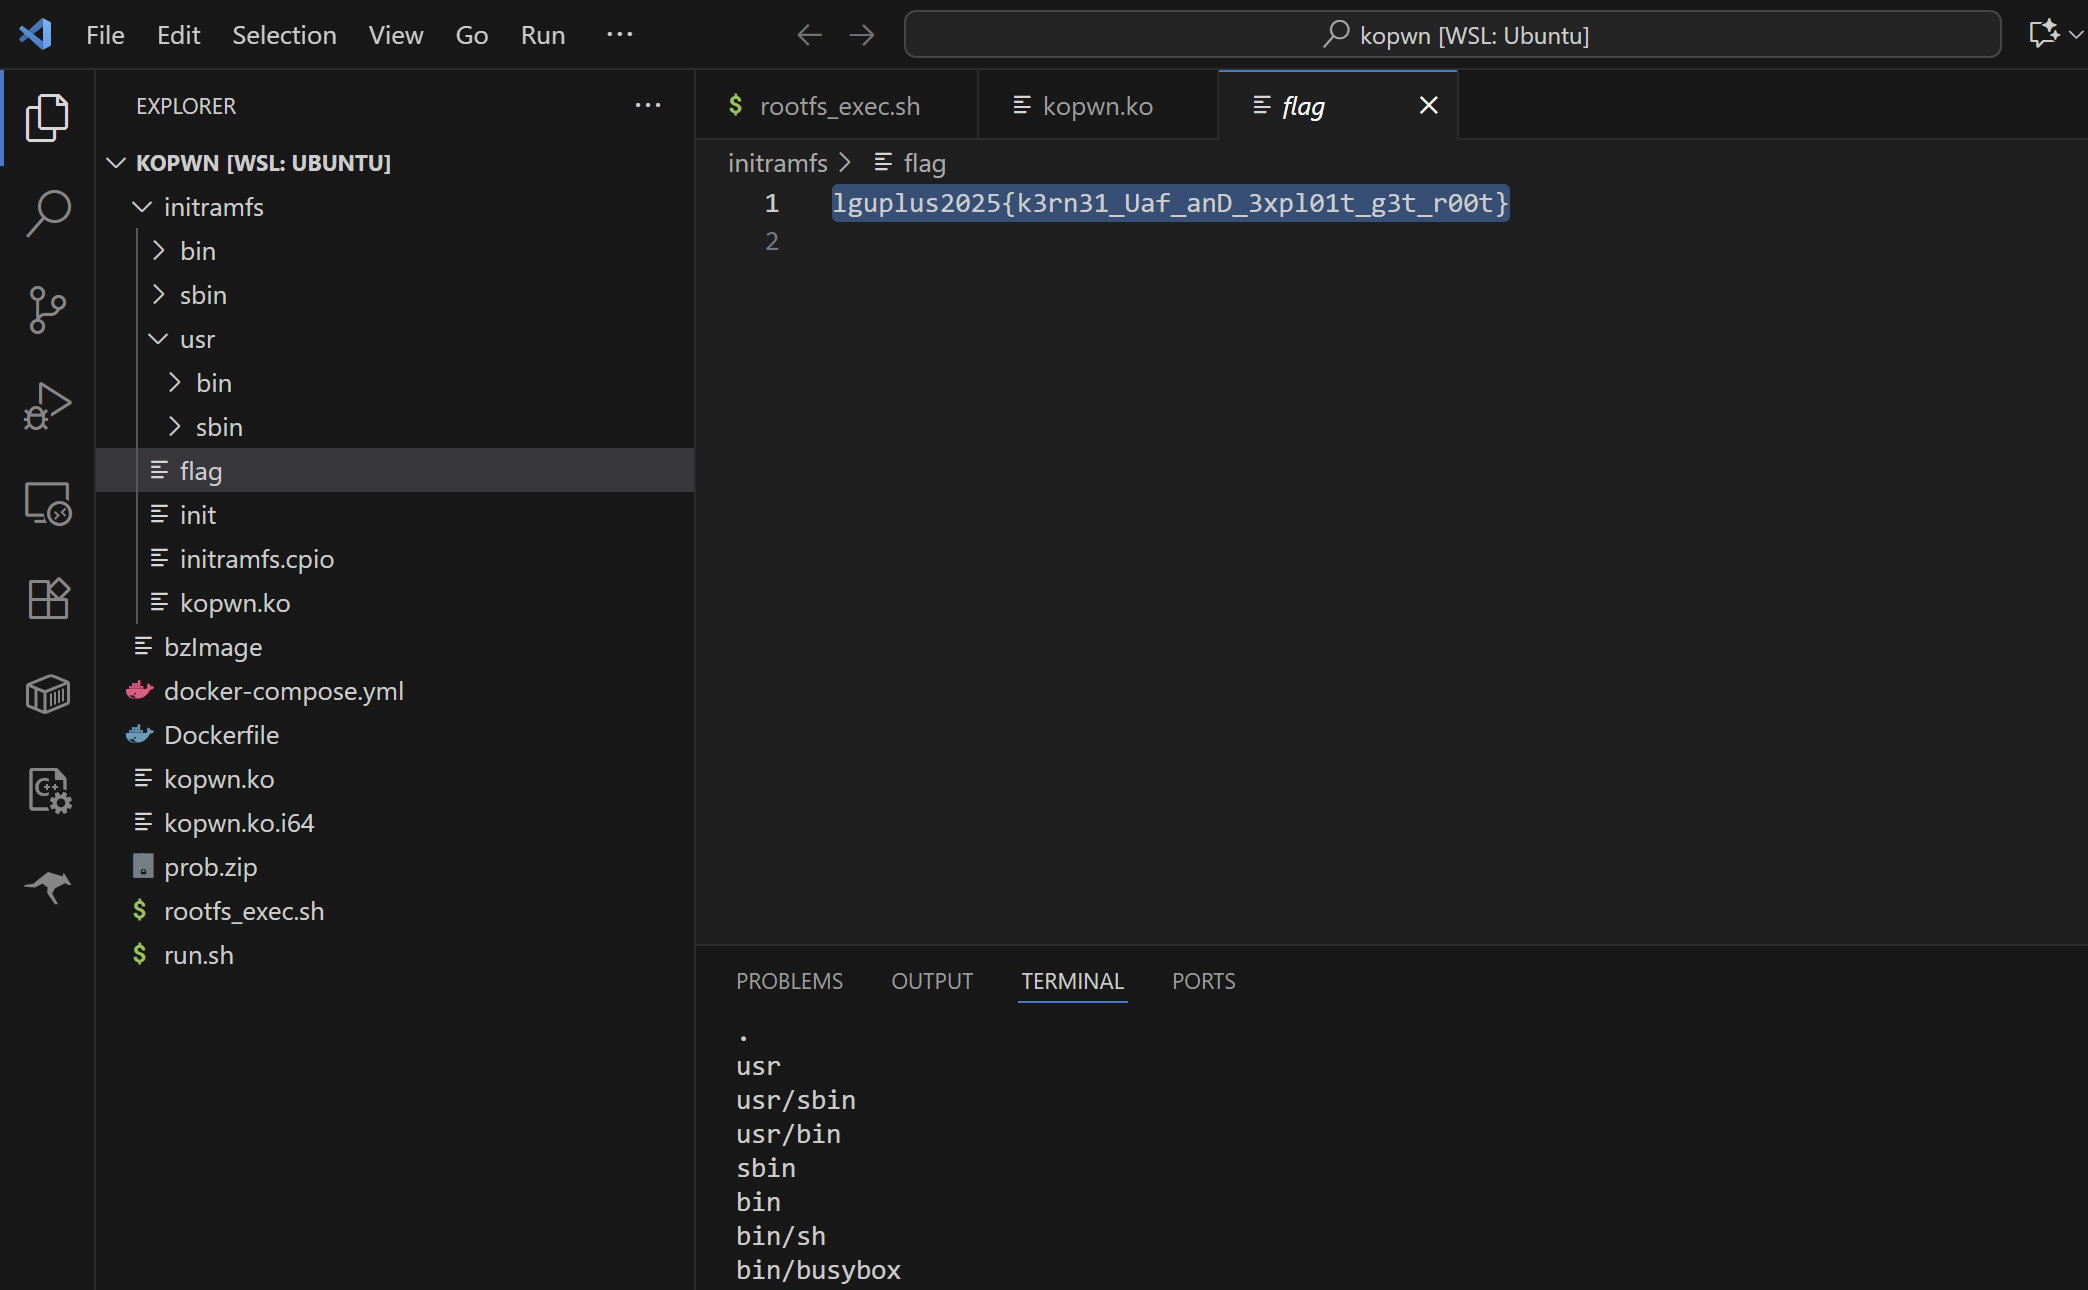 File Edit Selection View Go Run ···
kopwn [WSL: Ubuntu]
EXPLORER ···
KOPWN [WSL: UBUNTU]
initramfs
bin
sbin
usr
bin
sbin
flag
init
initramfs.cpio
kopwn.ko
bzImage
docker-compose.yml
Dockerfile
kopwn.ko
kopwn.ko.i64
prob.zip
$ rootfs_exec.sh
$ run.sh
$ rootfs_exec.sh
kopwn.ko
flag
initramfs > flag
1 lguplus2025{k3rn31_Uaf_anD_3xpl01t_g3t_r00t}
2
PROBLEMS OUTPUT TERMINAL PORTS
.
usr
usr/sbin
usr/bin
sbin
bin
bin/sh
bin/busybox
C++